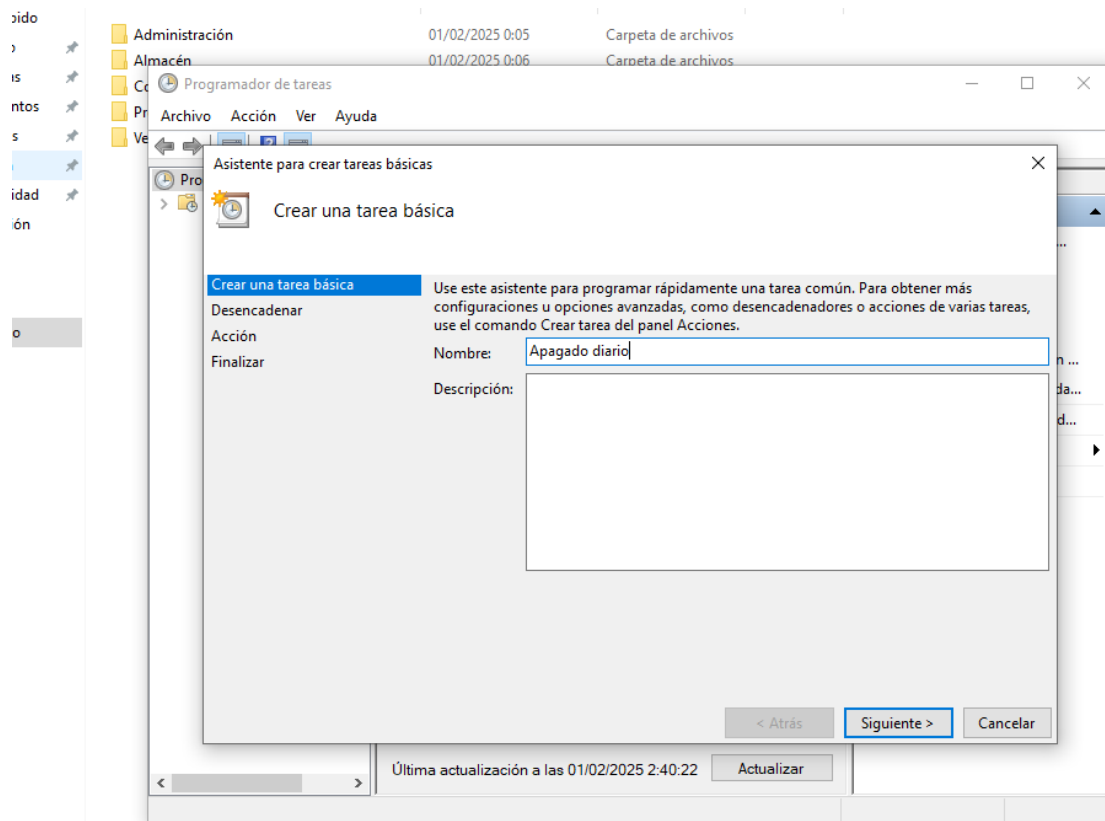 Administración 01/02/2025 0:05 Carpeta de archivos
Almacén 01/02/2025 0:06 Carpeta de archivos
Programador de tareas
Archivo Acción Ver Ayuda
Asistente para crear tareas básicas
Crear una tarea básica
Crear una tarea básica
Desencadenar
Acción
Finalizar
Use este asistente para programar rápidamente una tarea común. Para obtener más
configuraciones u opciones avanzadas, como desencadenadores o acciones de varias tareas,
use el comando Crear tarea del panel Acciones.
Nombre: Apagado diario
Descripción:
< Atrás Siguiente > Cancelar
Última actualización a las 01/02/2025 2:40:22 Actualizar